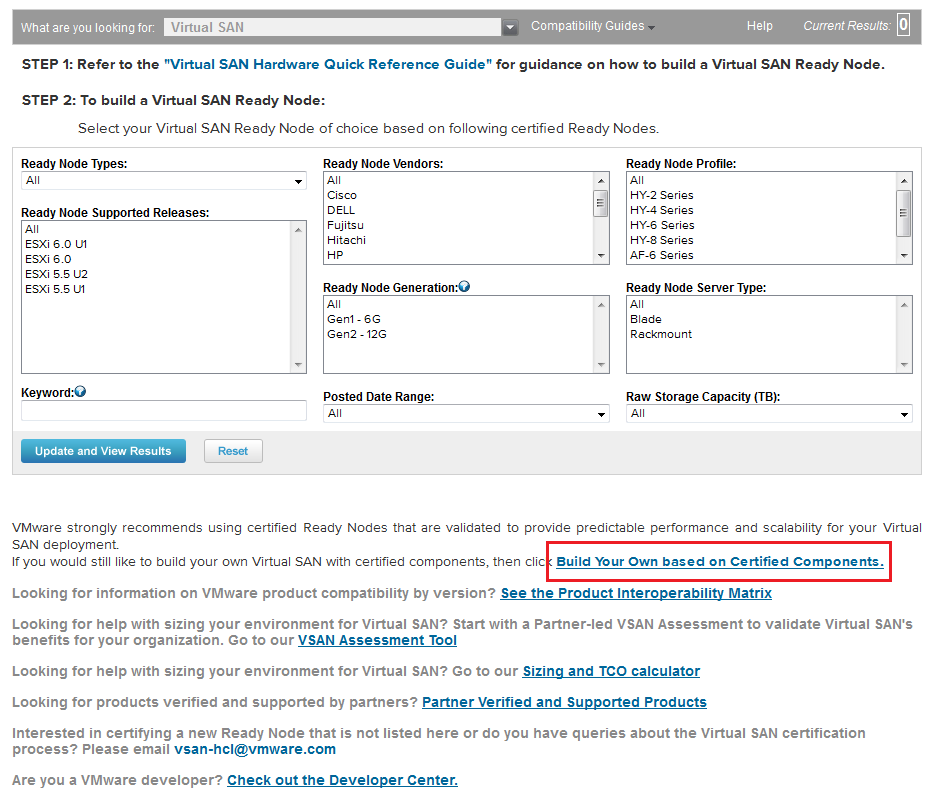 What are you looking for: Virtual SAN Compatibility Guides Help Current Results: 0
STEP 1: Refer to the "Virtual SAN Hardware Quick Reference Guide" for guidance on how to build a Virtual SAN Ready Node.
STEP 2: To build a Virtual SAN Ready Node:
Select your Virtual SAN Ready Node of choice based on following certified Ready Nodes.
Ready Node Types:
All
Ready Node Supported Releases:
All
ESXi 6.0 U1
ESXi 6.0
ESXi 5.5 U2
ESXi 5.5 U1
Keyword:
Ready Node Vendors:
All
Cisco
DELL
Fujitsu
Hitachi
HP
Ready Node Generation:
All
Gen1 - 6G
Gen2 - 12G
Posted Date Range:
All
Ready Node Profile:
All
HY-2 Series
HY-4 Series
HY-6 Series
HY-8 Series
AF-6 Series
Ready Node Server Type:
All
Blade
Rackmount
Raw Storage Capacity (TB):
All
Update and View Results Reset
VMware strongly recommends using certified Ready Nodes that are validated to provide predictable performance and scalability for your Virtual
SAN deployment.
If you would still like to build your own Virtual SAN with certified components, then click Build Your Own based on Certified Components.
Looking for information on VMware product compatibility by version? See the Product Interoperability Matrix
Looking for help with sizing your environment for Virtual SAN? Start with a Partner-led VSAN Assessment to validate Virtual SAN's
benefits for your organization. Go to our VSAN Assessment Tool
Looking for help with sizing your environment for Virtual SAN? Go to our Sizing and TCO calculator
Looking for products verified and supported by partners? Partner Verified and Supported Products
Interested in certifying a new Ready Node that is not listed here or do you have queries about the Virtual SAN certification
process? Please email vsan-hcl@vmware.com
Are you a VMware developer? Check out the Developer Center.